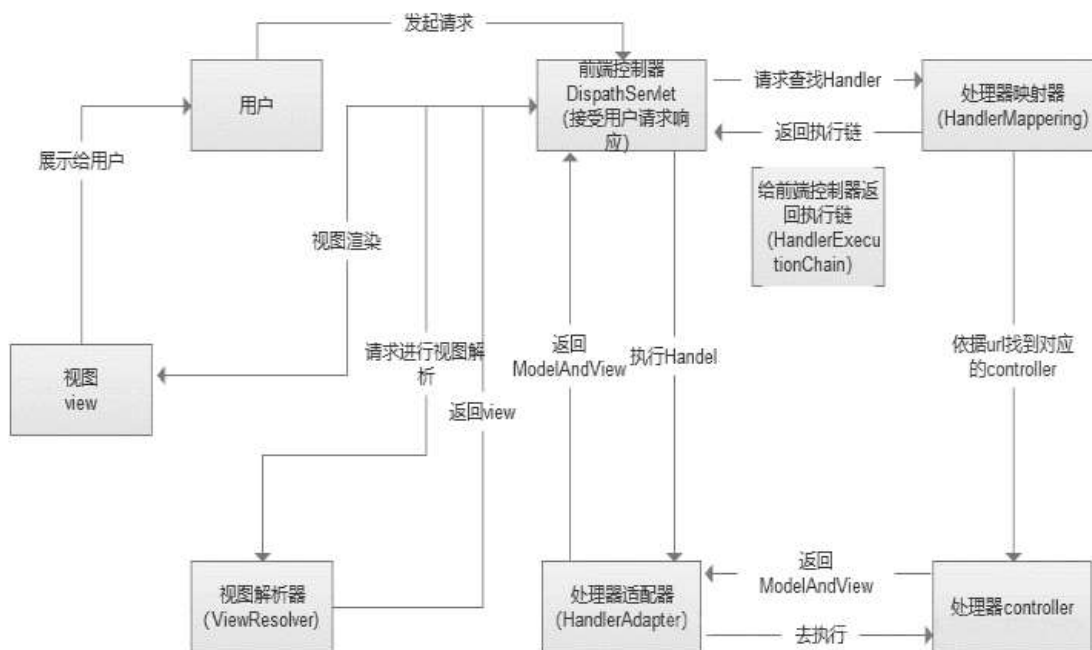 发起请求
用户
前端控制器
DispathServlet
(接受用户请求响
应)
请求查找Handler
处理器映射器
(HandlerMappering)
返回执行链
展示给用户
给前端控制器返
回执行链
（HandlerExecu
tionChain）
视图渲染
视图
view
请求进行视图解
析
返回view
返回
ModelAndView
执行Handel
依据url找到对应
的controller
视图解析器
(ViewResolver)
处理器适配器
(HandlerAdapter)
返回
ModelAndView
去执行
处理器controller